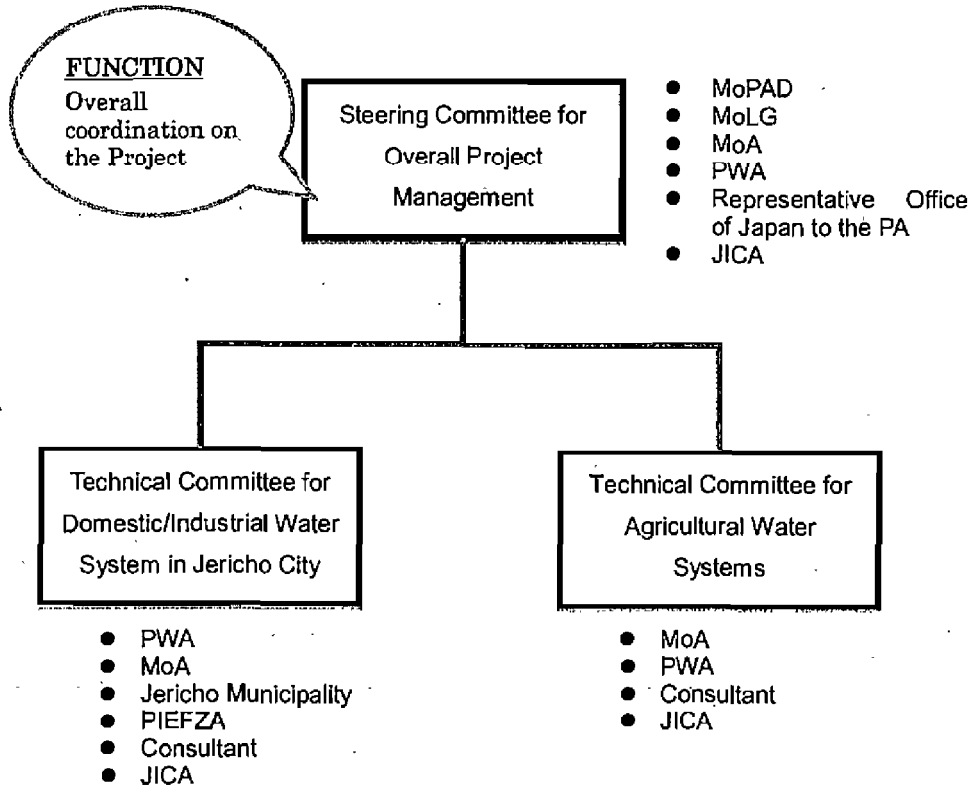 FUNCTION
Overall
coordination on
the Project
Steering Committee for
Overall Project
Management
● MoPAD
● MoLG
● MoA
● PWA
● Representative Office
of Japan to the PA
● JICA
Technical Committee for
Domestic/Industrial Water
System in Jericho City
● PWA
● MoA
● Jericho Municipality
● PIEFZA
● Consultant
● JICA
Technical Committee for
Agricultural Water
Systems
● MoA
● PWA
● Consultant
● JICA